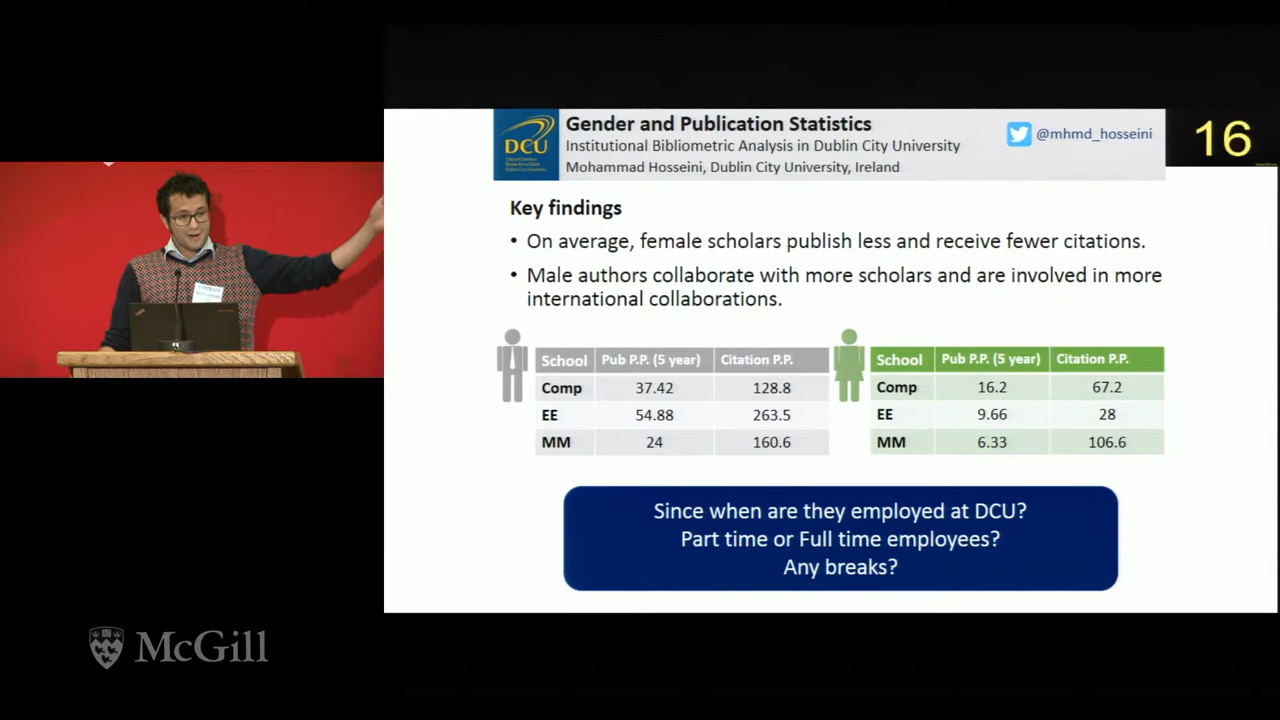 Gender and Publication Statistics
Institutional Bibliometric Analysis in Dublin City University
Mohammad Hosseini, Dublin City University, Ireland
@mhmd_hosseini
16
DCU
Key findings
• On average, female scholars publish less and receive fewer citations.
• Male authors collaborate with more scholars and are involved in more
international collaborations.
School Pub P.P. (5 year) Citation P.P.
Comp 37.42 128.8
EE 54.88 263.5
MM 24 160.6
School Pub P.P. (5 year) Citation P.P.
Comp 16.2 67.2
EE 9.66 28
MM 6.33 106.6
Since when are they employed at DCU?
Part time or Full time employees?
Any breaks?
McGill